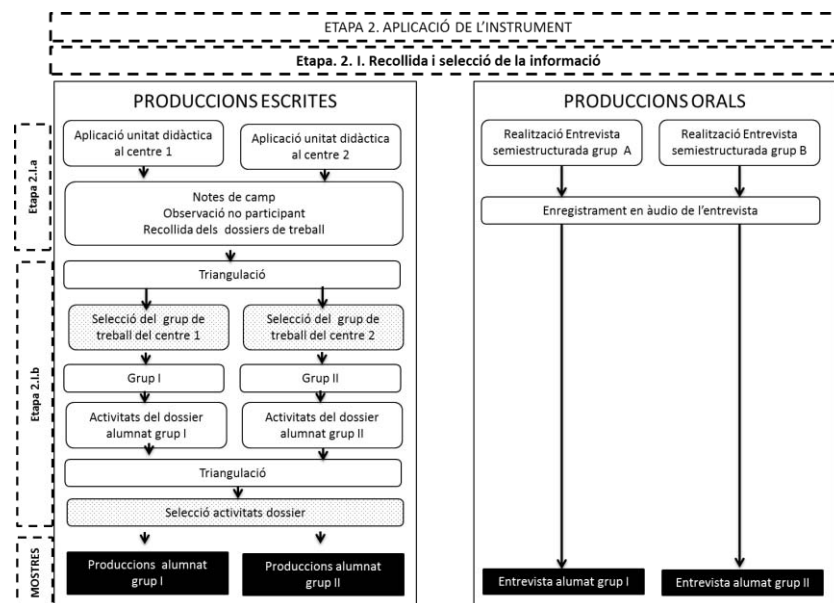 ETAPA 2. APLICACIÓ DE L'INSTRUMENT
Etapa. 2. I. Recollida i selecció de la informació
PRODUCCIONS ESCRITES
Etapa 2.I.a
Aplicació unitat didàctica
al centre 1
Aplicació unitat didàctica
al centre 2
Notes de camp
Observació no participant
Recollida dels dossiers de treball
Etapa 2.I.b
Triangulació
Selecció del grup de
treball del centre 1
Selecció del grup de
treball del centre 2
Grup I
Grup II
Activitats del dossier
alumnat grup I
Activitats del dossier
alumnat grup II
Triangulació
Selecció activitats dossier
MOSTRES
Produccions alumnat
grup I
Produccions alumnat
grup II
PRODUCCIONS ORALS
Realització Entrevista
semiestructurada grup A
Realització Entrevista
semiestructurada grup B
Enregistrament en àudio de l'entrevista
Entrevista alumat grup I
Entrevista alumat grup II